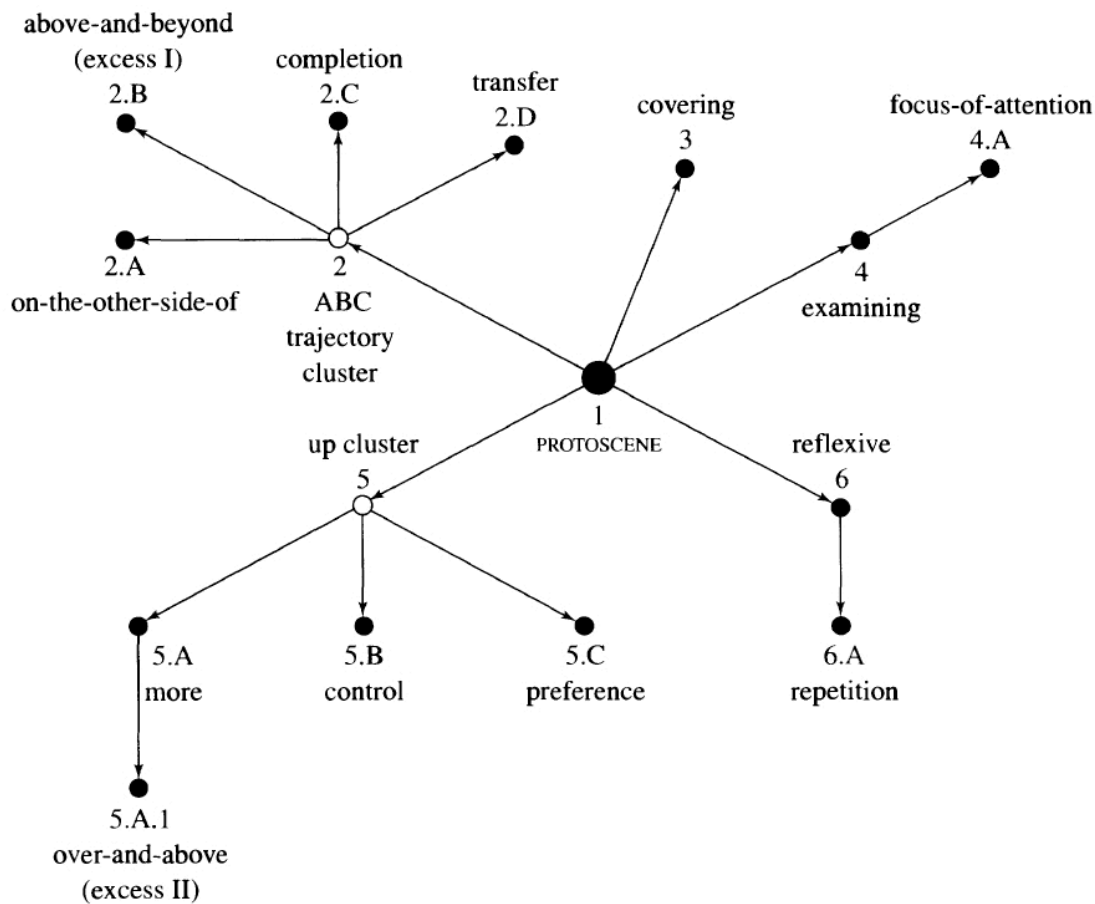 above-and-beyond
(excess I)
2.B
completion
2.C
transfer
2.D
covering
3
focus-of-attention
4.A
2.A
on-the-other-side-of
2
ABC
trajectory
cluster
4
examining
1
PROTOSCENE
up cluster
5
reflexive
6
5.A
more
5.B
control
5.C
preference
6.A
repetition
5.A.1
over-and-above
(excess II)